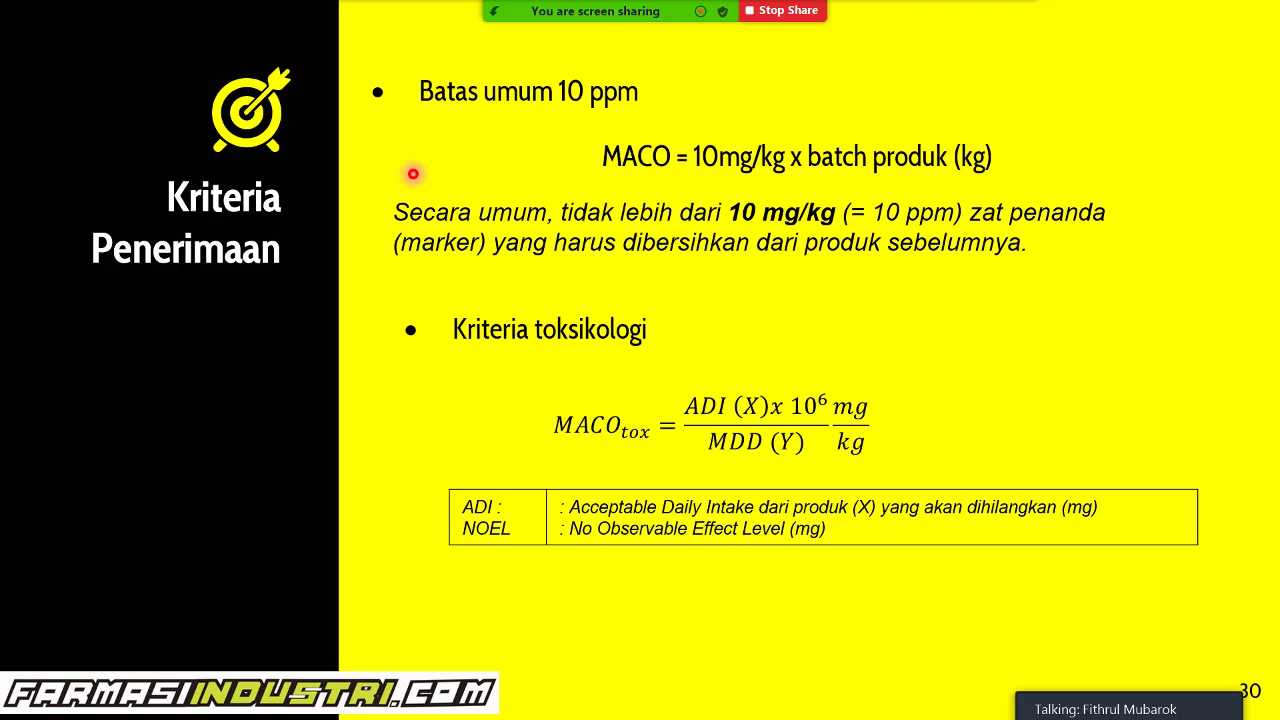 You are screen sharing
Stop Share
Kriteria
Penerimaan
• Batas umum 10 ppm
MACO = 10mg/kg x batch produk (kg)
Secara umum, tidak lebih dari 10 mg/kg (= 10 ppm) zat penanda
(marker) yang harus dibersihkan dari produk sebelumnya.
• Kriteria toksikologi
MACO_tox = ADI (X)x 10⁶ / MDD (Y) mg / kg
ADI : : Acceptable Daily Intake dari produk (X) yang akan dihilangkan (mg)
NOEL : No Observable Effect Level (mg)
FARMASIINDUSTRI.COM
30
Talking: Fithrul Mubarok